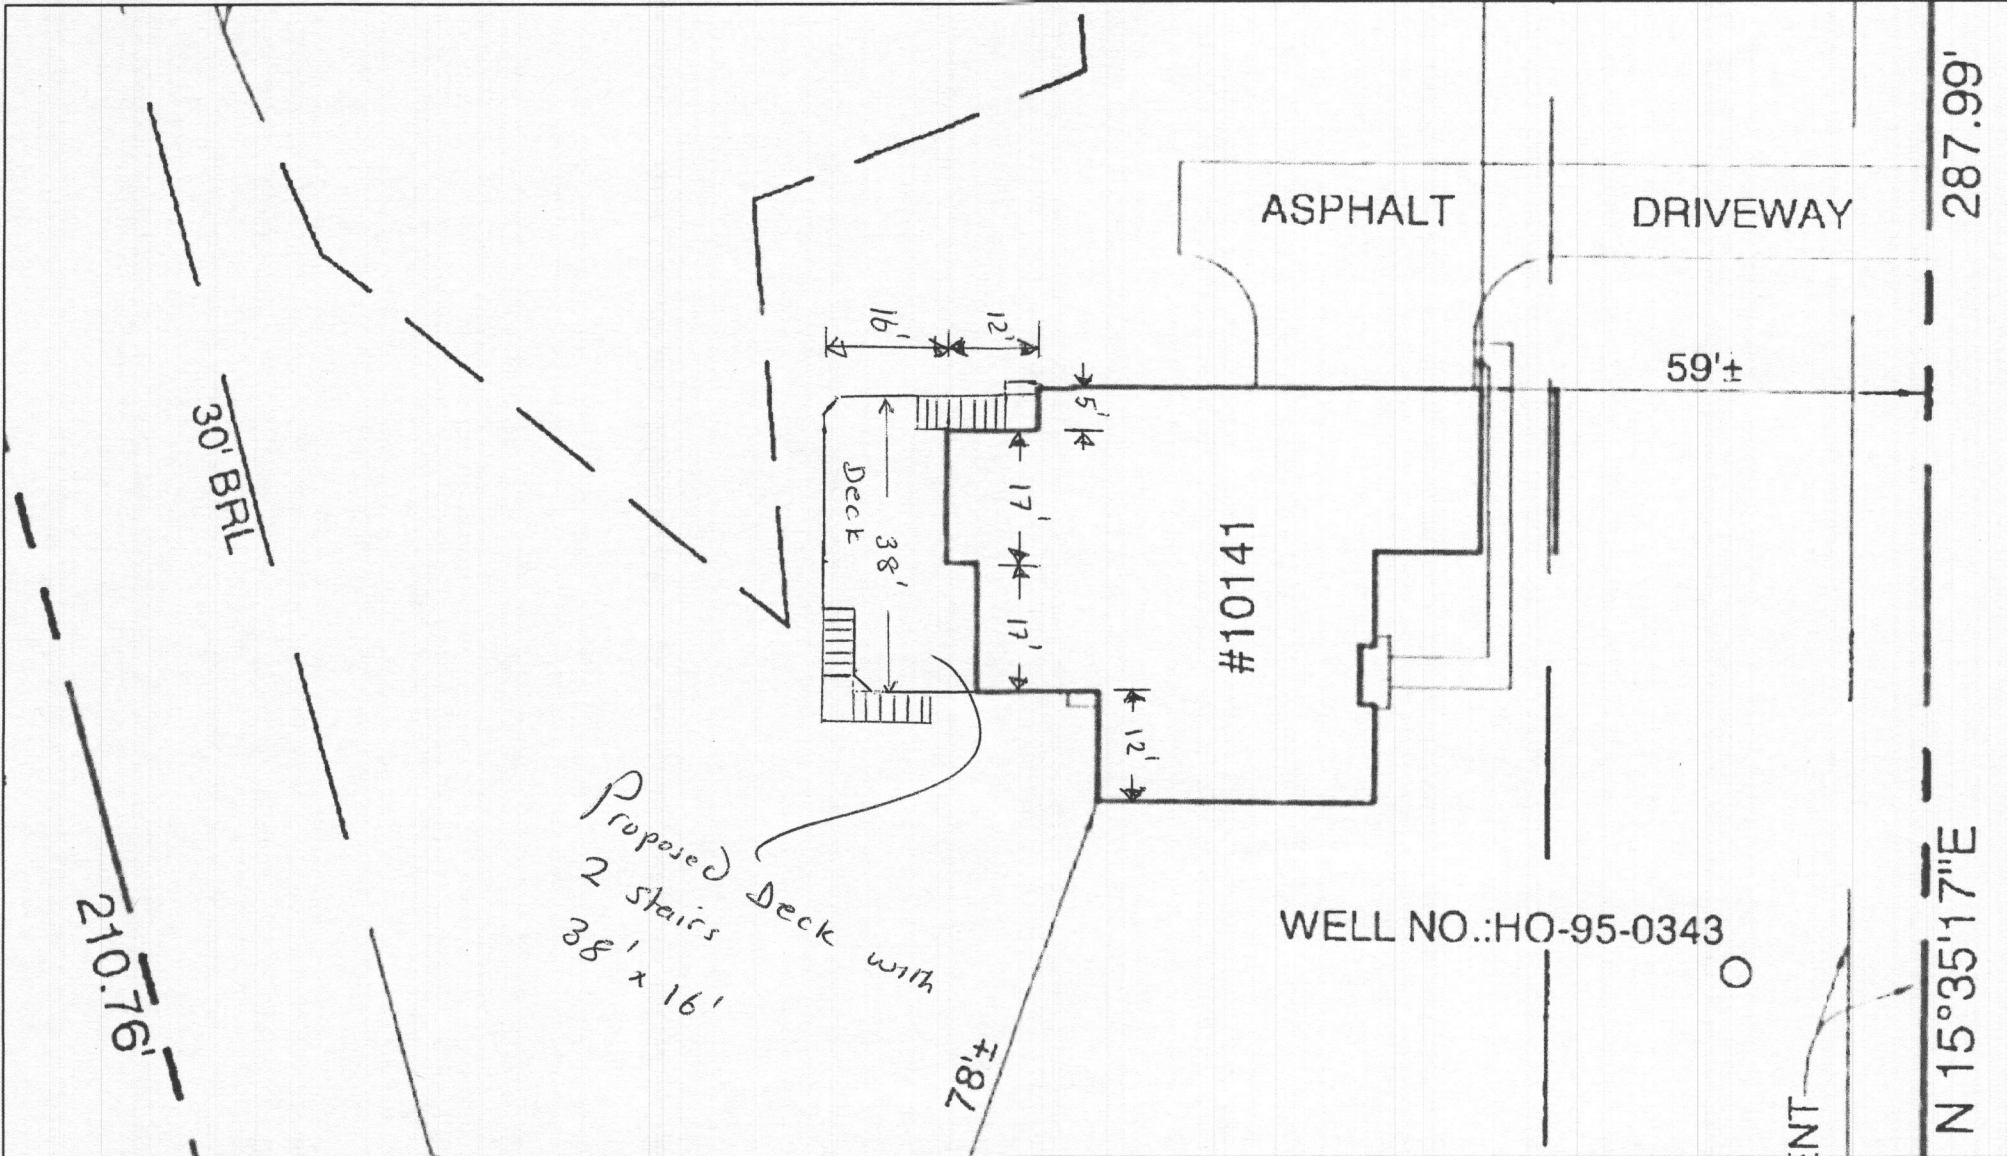 287.99'
ASPHALT DRIVEWAY
16'
12'
59'±
5'
30' BRL
Deck
17'
38'
#10141
17'
12'
Proposed Deck with
2 stairs
38' x 16'
210.76'
WELL NO.:HO-95-0343
78'±
N 15°35'17"E
ENT